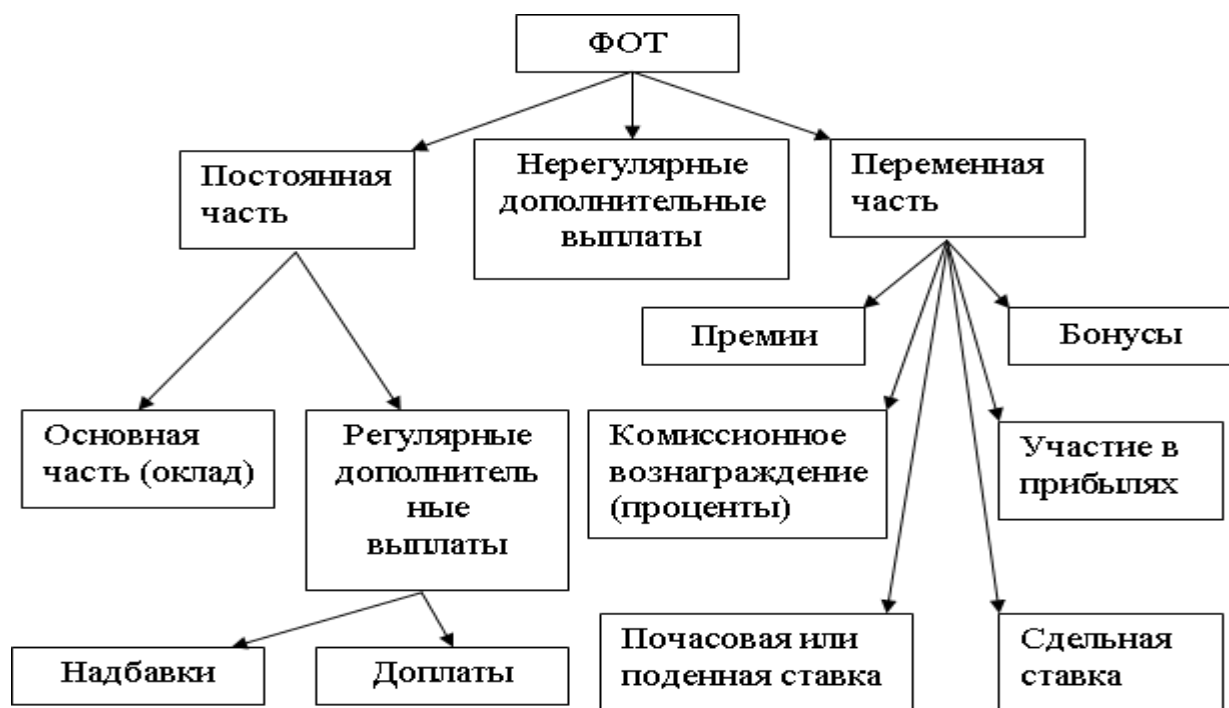 ФОТ
Постоянная
часть
Нерегулярные
дополнительные
выплаты
Переменная
часть
Премии
Бонусы
Основная
часть (оклад)
Регулярные
дополнитель
ные
выплаты
Комиссионное
вознаграждение
(проценты)
Участие в
прибылях
Надбавки
Доплаты
Почасовая или
поденная ставка
Сдельная
ставка